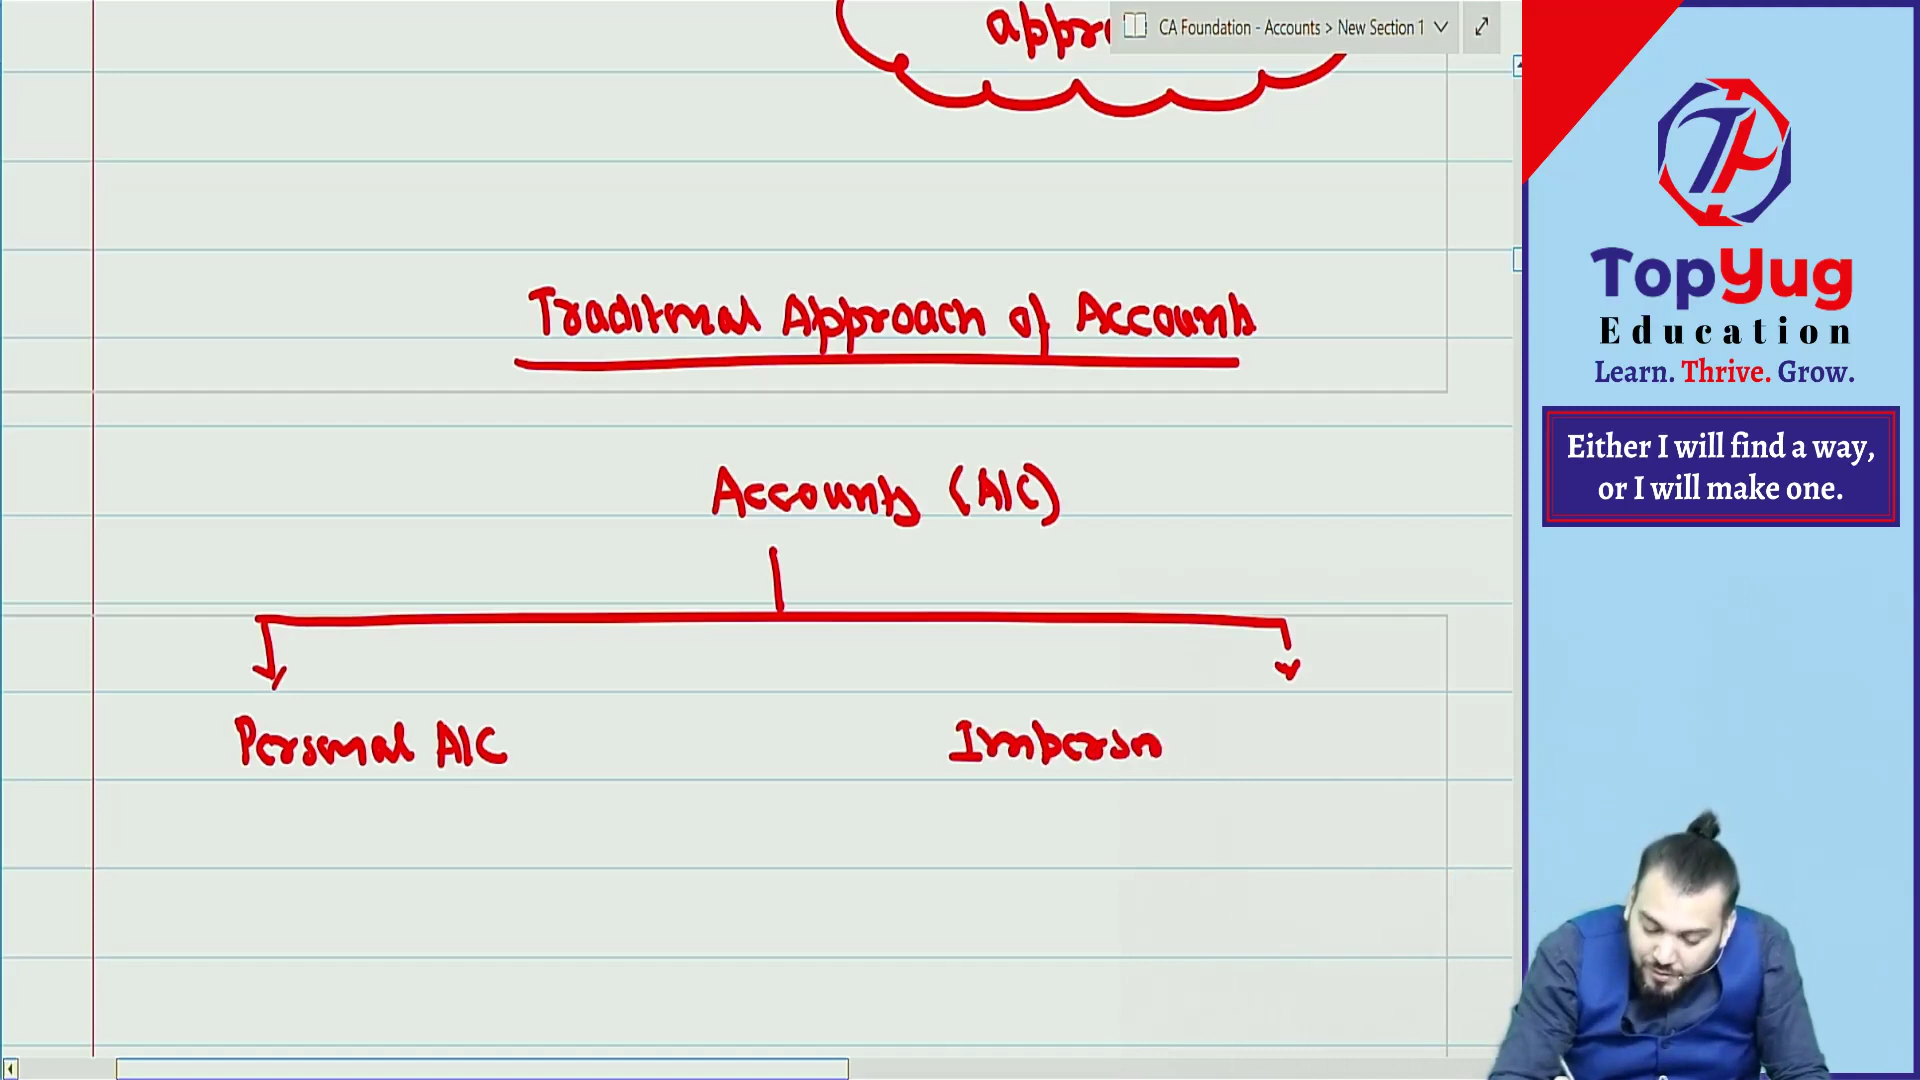 appr
CA Foundation - Accounts > New Section 1
Traditional Approach of Accounts
Accounts (A/C)
Personal A/C
Imperson
TopYug
Education
Learn. Thrive. Grow.
Either I will find a way,
or I will make one.